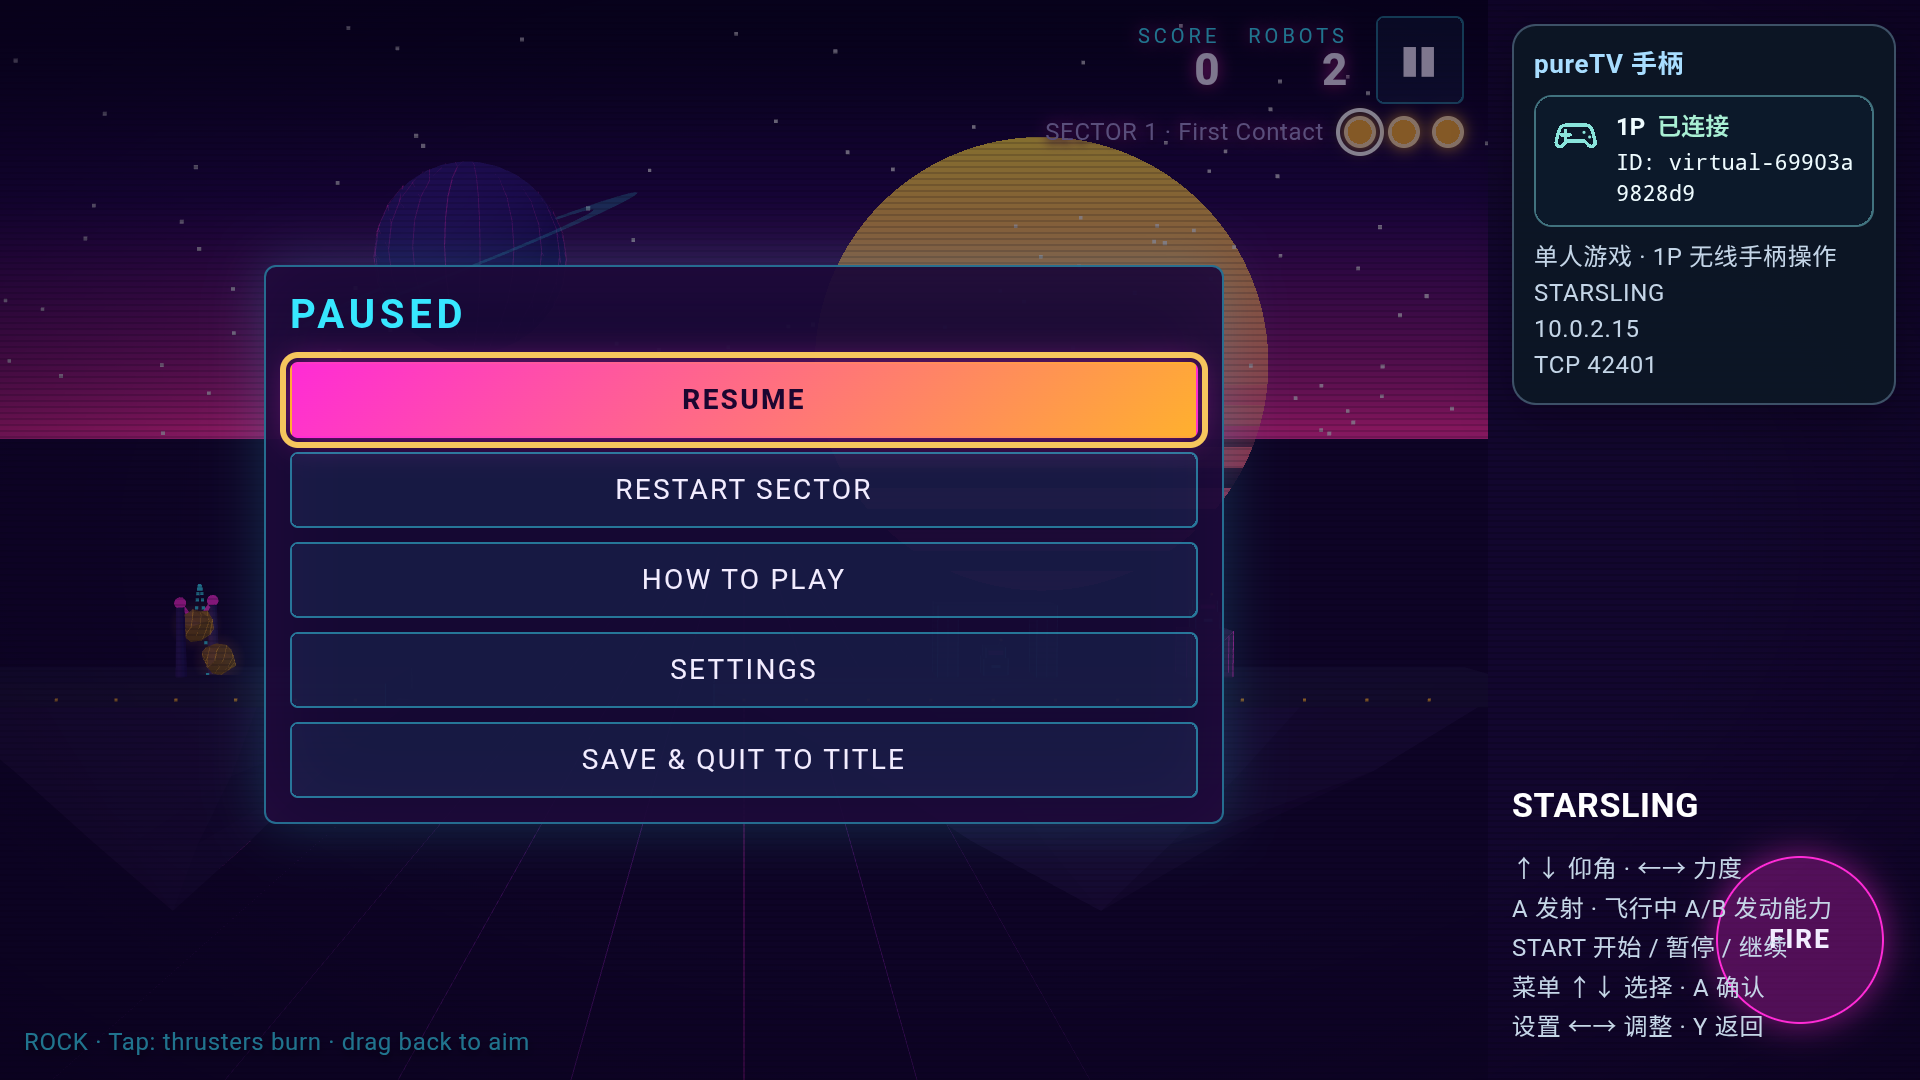 SCORE ROBOTS
0 2
SECTOR 1 · First Contact
PAUSED
RESUME
RESTART SECTOR
HOW TO PLAY
SETTINGS
SAVE & QUIT TO TITLE
ROCK · Tap: thrusters burn · drag back to aim
pureTV 手柄
1P 已连接
ID: virtual-69903a
9828d9
单人游戏 · 1P 无线手柄操作
STARSLING
10.0.2.15
TCP 42401
STARSLING
↑↓ 仰角 · ←→ 力度
A 发射 · 飞行中 A/B 发动能力
START 开始 / 暂停 / 继续
FIRE
菜单 ↑↓ 选择 · A 确认
设置 ←→ 调整 · Y 返回